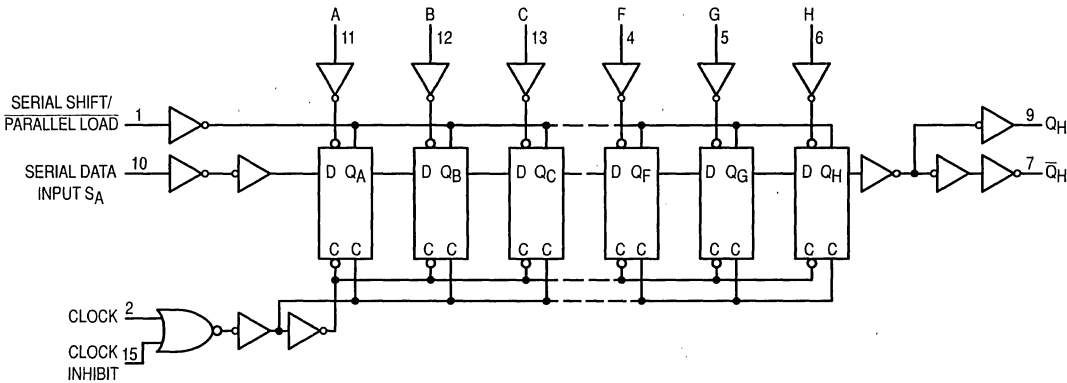 A B C F G H
11 12 13 4 5 6
SERIAL SHIFT/
PARALLEL LOAD 1
9 QH
SERIAL DATA 10
INPUT SA
D QA D QB D QC D QF D QG D QH
7 Q̅H
C C C C C C C C C C C C
CLOCK 2
CLOCK 15
INHIBIT